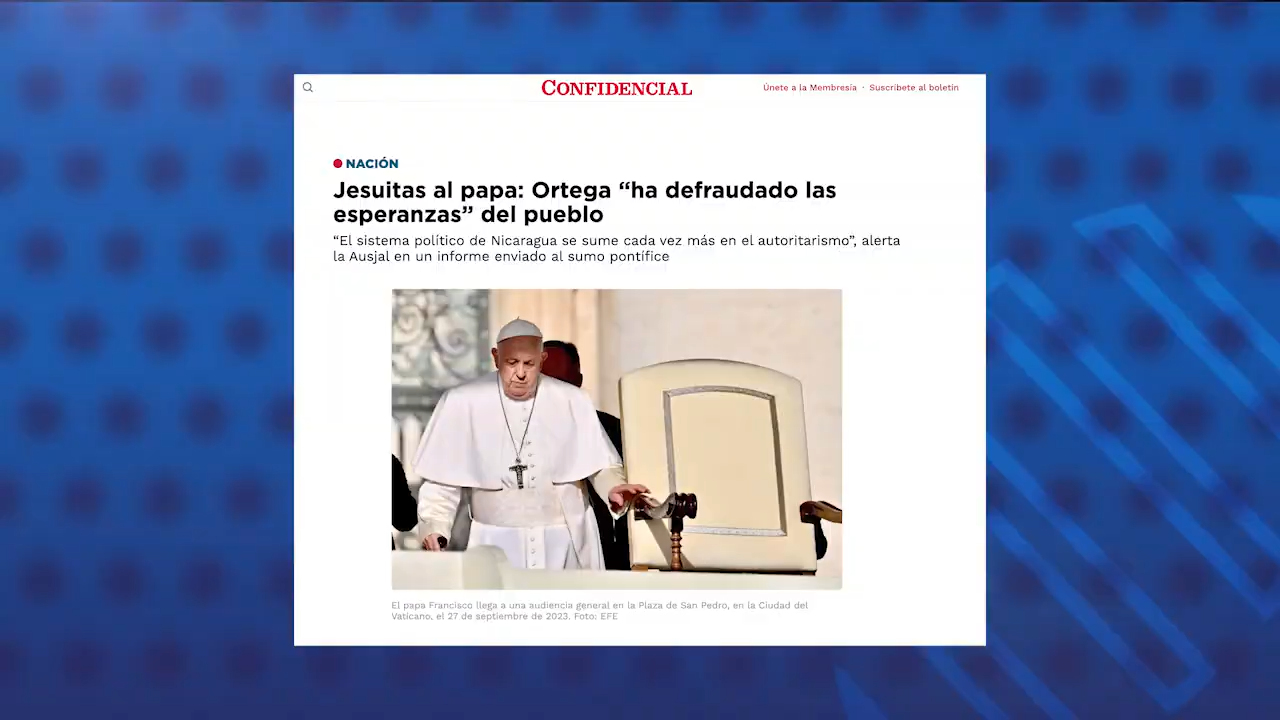 CONFIDENCIAL
Únete a la Membresía · Suscríbete al boletín
NACIÓN
Jesuitas al papa: Ortega “ha defraudado las
esperanzas” del pueblo
“El sistema político de Nicaragua se sume cada vez más en el autoritarismo”, alerta
la Ausjal en un informe enviado al sumo pontífice
El papa Francisco llega a una audiencia general en la Plaza de San Pedro, en la Ciudad del
Vaticano, el 27 de septiembre de 2023. Foto: EFE